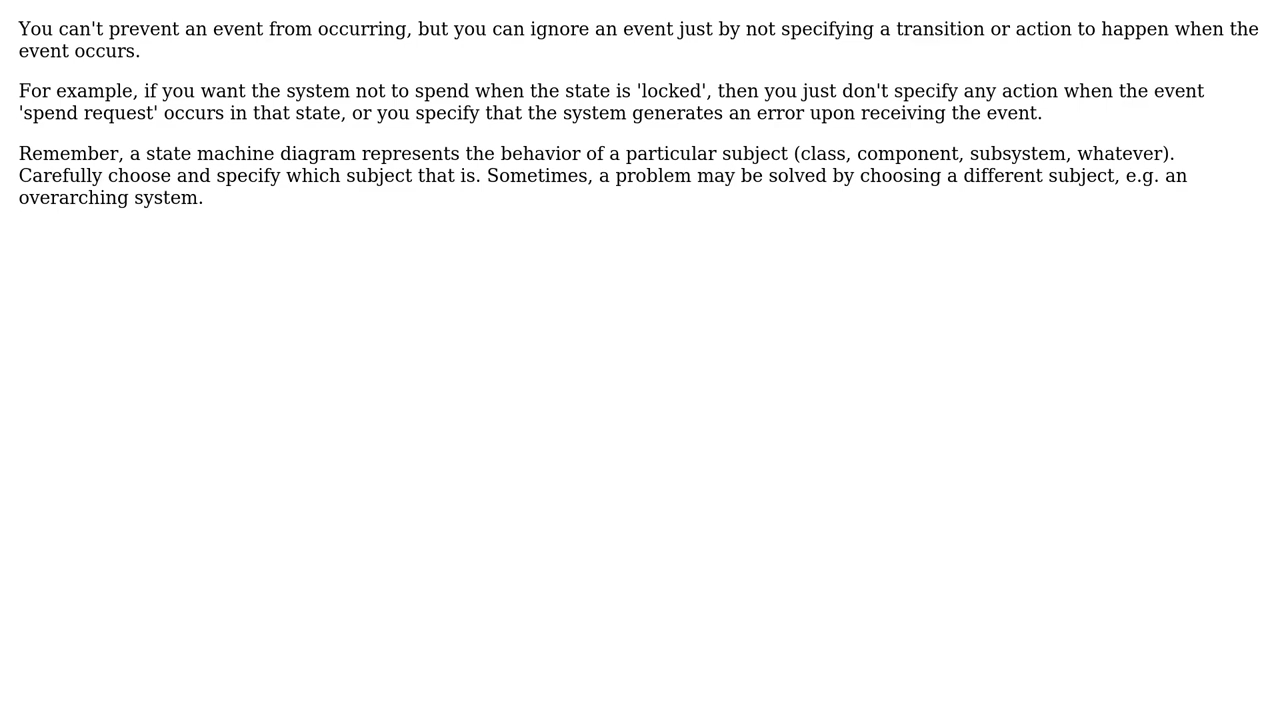 You can't prevent an event from occurring, but you can ignore an event just by not specifying a transition or action to happen when the
event occurs.
For example, if you want the system not to spend when the state is 'locked', then you just don't specify any action when the event
'spend request' occurs in that state, or you specify that the system generates an error upon receiving the event.
Remember, a state machine diagram represents the behavior of a particular subject (class, component, subsystem, whatever).
Carefully choose and specify which subject that is. Sometimes, a problem may be solved by choosing a different subject, e.g. an
overarching system.